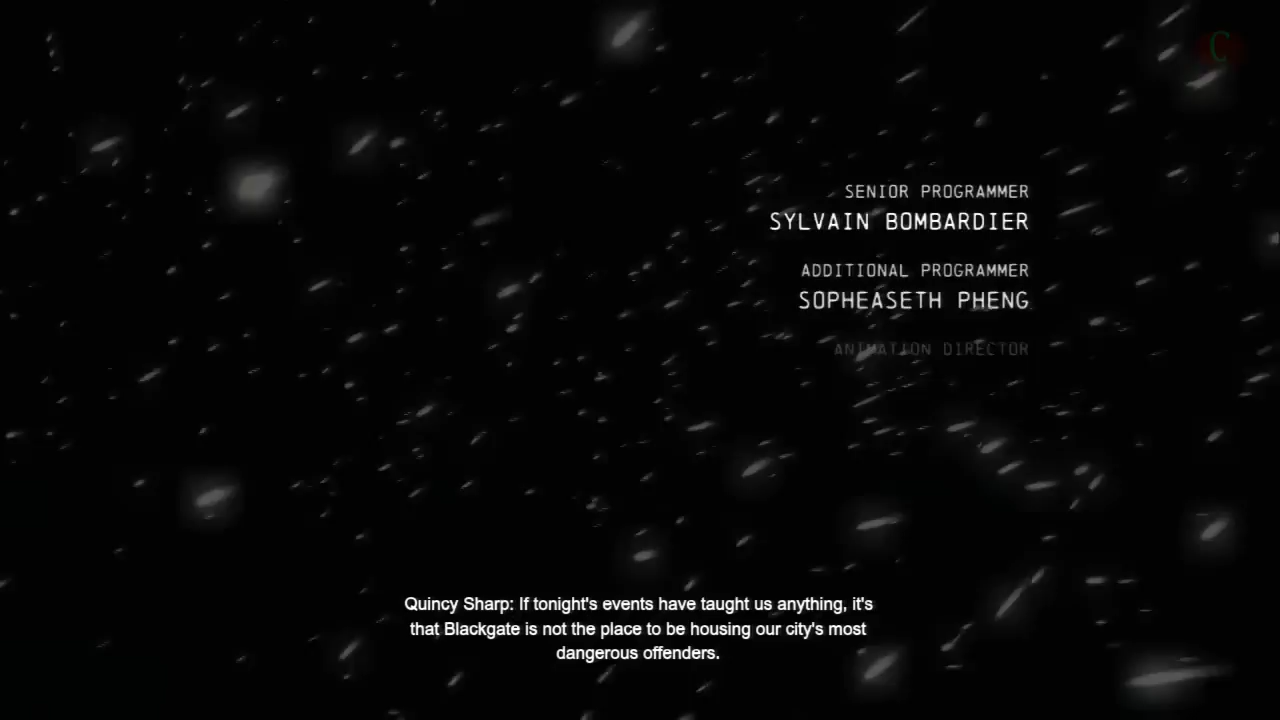 C
SENIOR PROGRAMMER
SYLVAIN BOMBARDIER
ADDITIONAL PROGRAMMER
SOPHEASETH PHENG
ANIMATION DIRECTOR
Quincy Sharp: If tonight's events have taught us anything, it's
that Blackgate is not the place to be housing our city's most
dangerous offenders.